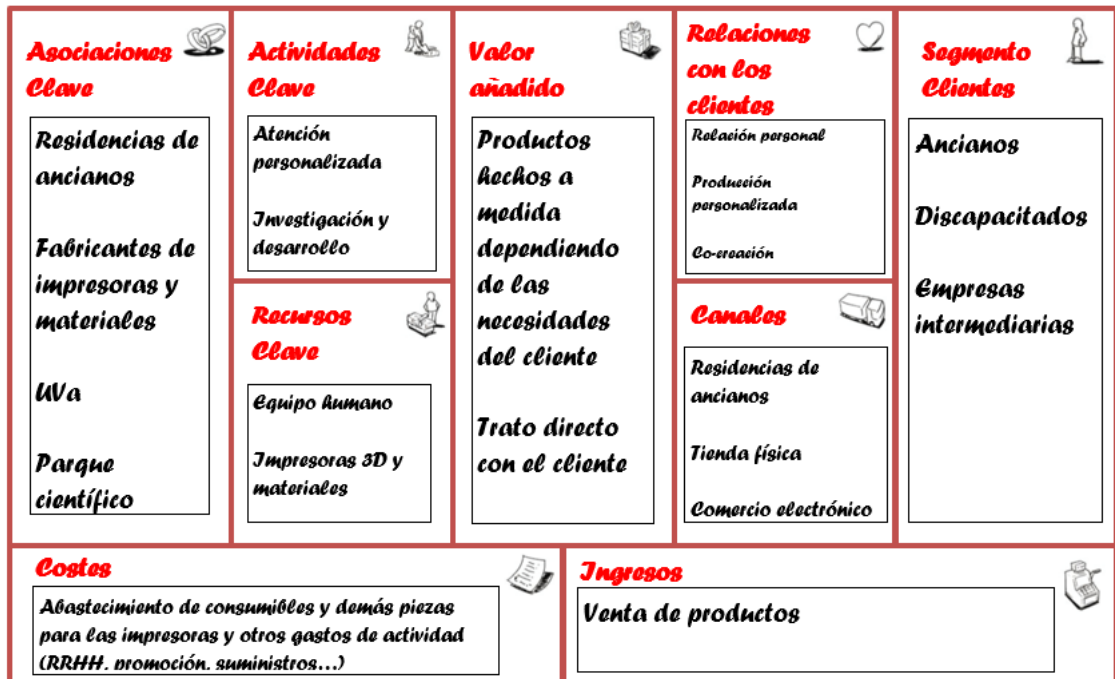 Asociaciones
Clave
Residencias de
ancianos
Fabricantes de
impresoras y
materiales
UVa
Parque
científico
Actividades
Clave
Atención
personalizada
Investigación y
desarrollo
Recursos
Clave
Equipo humano
Impresoras 3D y
materiales
Valor
añadido
Productos
hechos a
medida
dependiendo
de las
necesidades
del cliente
Trato directo
con el cliente
Relaciones
con los
clientes
Relación personal
Producción
personalizada
Co-creación
Canales
Residencias de
ancianos
Tienda física
Comercio electrónico
Segmento
Clientes
Ancianos
Discapacitados
Empresas
intermediarias
Costes
Abastecimiento de consumibles y demás piezas
para las impresoras y otros gastos de actividad
(RRHH, promoción, suministros...)
Ingresos
Venta de productos